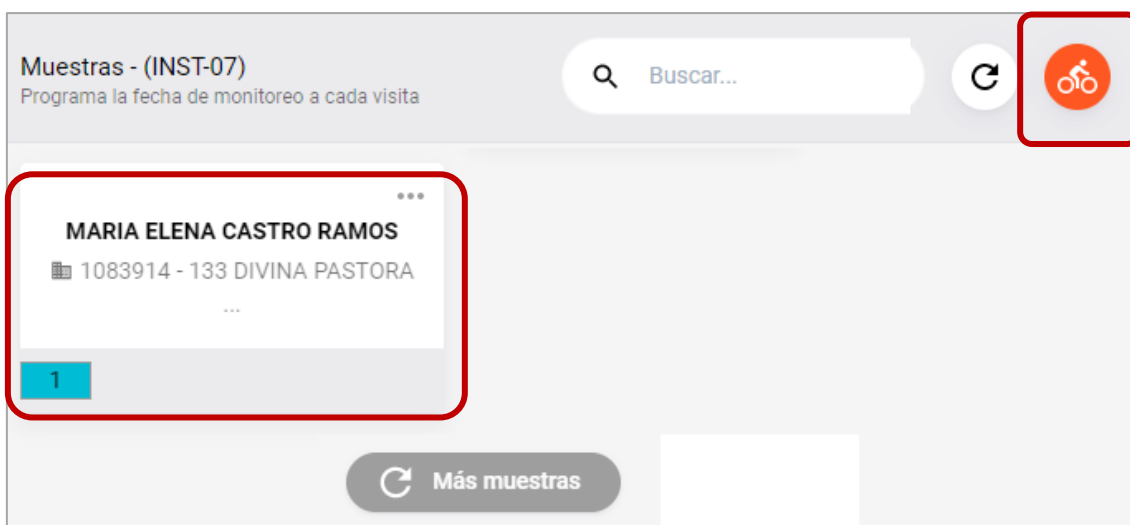 Muestras - (INST-07)
Programa la fecha de monitoreo a cada visita
Buscar...
MARIA ELENA CASTRO RAMOS
1083914 - 133 DIVINA PASTORA
...
1
Más muestras